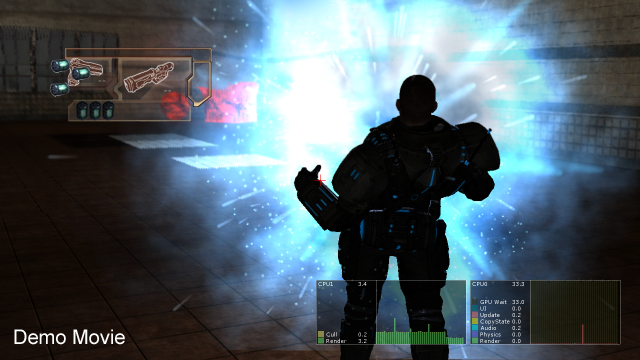 CPU1 3.4
Cull 0.2
Render 3.2
CPU0 33.3
GPU Wait 33.0
UI 0.0
Update 0.2
CopyState 0.0
Audio 0.2
Physics 0.0
Render 0.0
Demo Movie